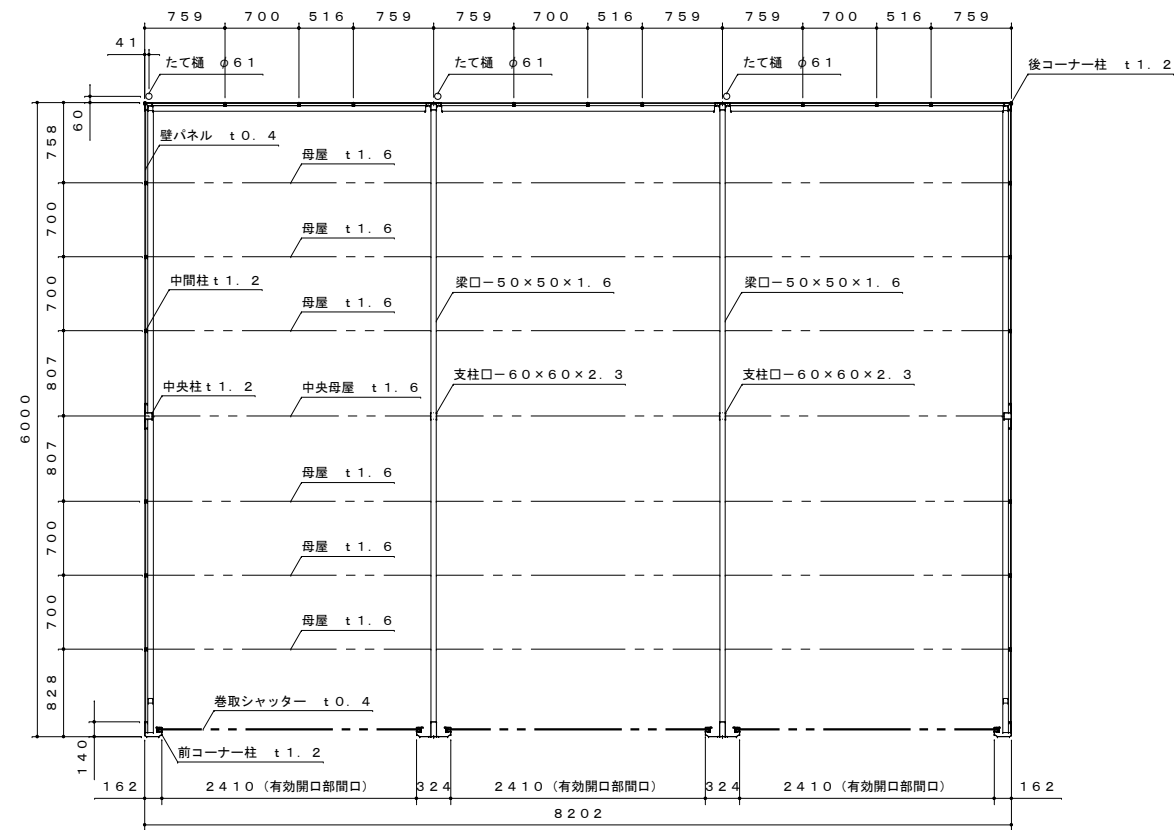 ７５９ ７００ ５１６ ７５９ ７５９ ７００ ５１６ ７５９ ７５９ ７００ ５１６ ７５９
４１
たて樋　φ６１ たて樋　φ６１ たて樋　φ６１ 後コーナー柱　ｔ１．２
６０
７５８
壁パネル　ｔ０．４
母屋　ｔ１．６
７００
母屋　ｔ１．６
７００
中間柱ｔ１．２ 母屋　ｔ１．６ 梁口－５０×５０×１．６ 梁口－５０×５０×１．６
８０７
中央柱ｔ１．２ 中央母屋　ｔ１．６ 支柱口－６０×６０×２．３ 支柱口－６０×６０×２．３
６０００
８０７
母屋　ｔ１．６
７００
母屋　ｔ１．６
７００
母屋　ｔ１．６
８２８
巻取シャッター　ｔ０．４
１４０
前コーナー柱　ｔ１．２
１６２ ２４１０（有効開口部間口） ３２４ ２４１０（有効開口部間口） ３２４ ２４１０（有効開口部間口） １６２
８２０２